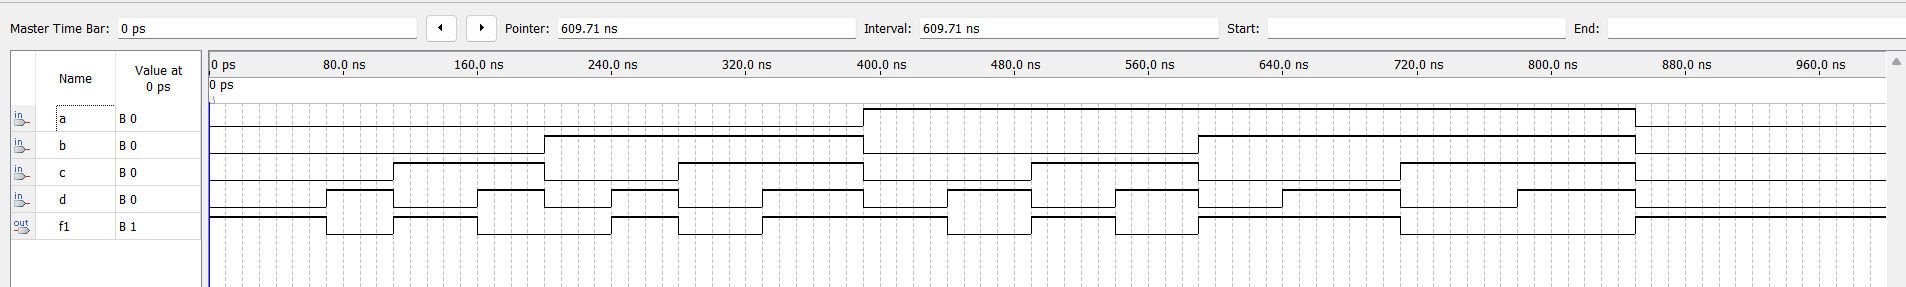 Master Time Bar: 0 ps Pointer: 609.71 ns Interval: 609.71 ns Start: End:
Name Value at 0 ps
0 ps 80.0 ns 160.0 ns 240.0 ns 320.0 ns 400.0 ns 480.0 ns 560.0 ns 640.0 ns 720.0 ns 800.0 ns 880.0 ns 960.0 ns
0 ps
in a B 0
in b B 0
in c B 0
in d B 0
out f1 B 1